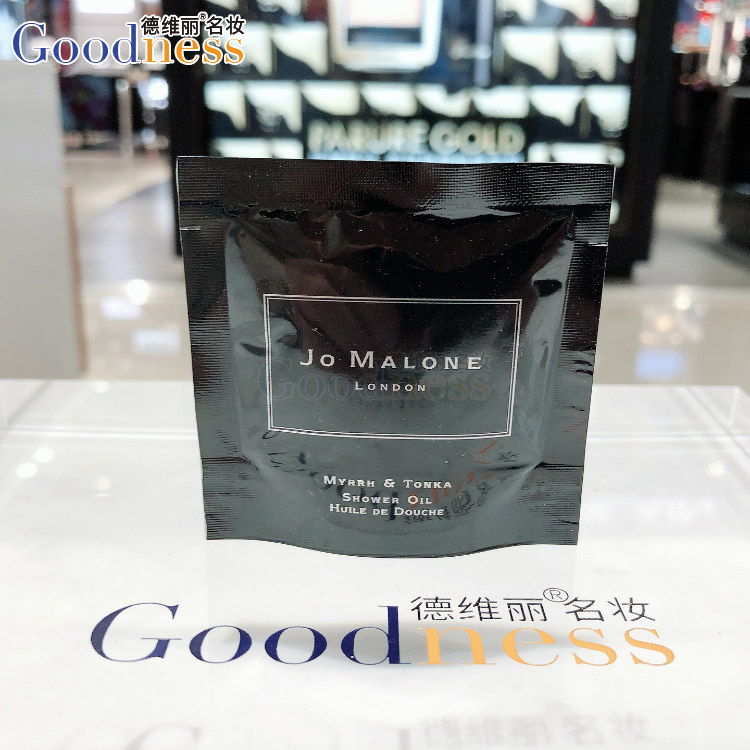 德维丽®名妆
Goodness
PARURE GOLD
JO MALONE
LONDON
MYRRH & TONKA
SHOWER OIL
HUILE DE DOUCHE
德维丽®名妆
Goodness